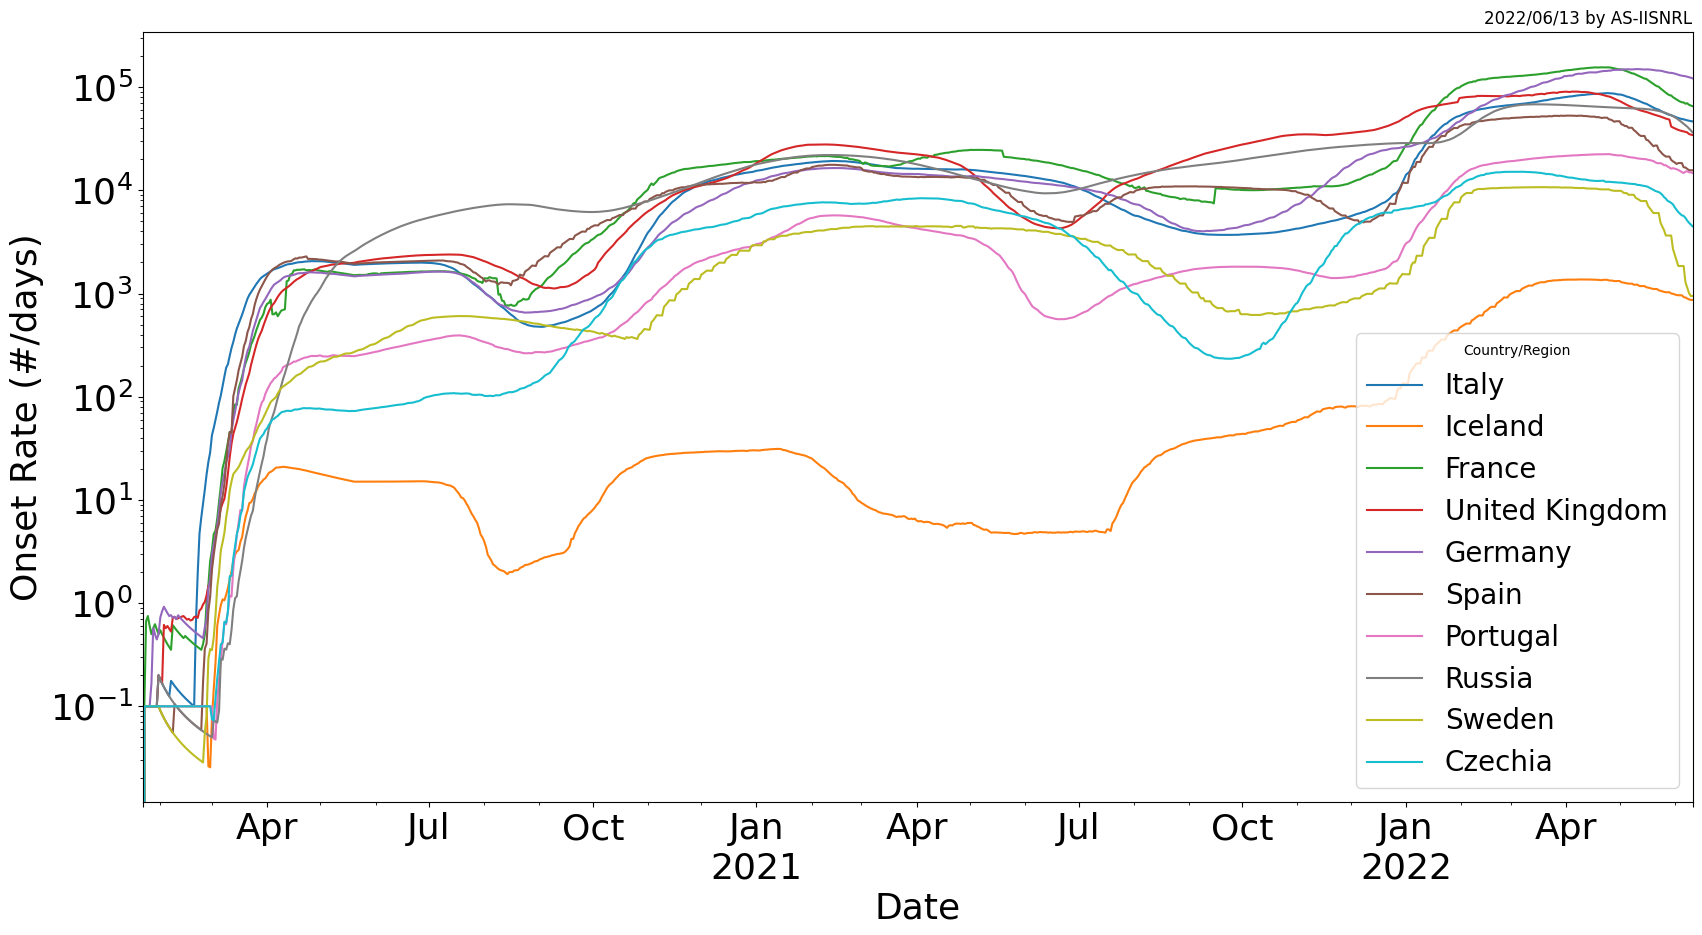 2022/06/13 by AS-IISNRL
Onset Rate (#/days)
10^5
10^4
10^3
10^2
10^1
10^0
10^-1
Country/Region
Italy
Iceland
France
United Kingdom
Germany
Spain
Portugal
Russia
Sweden
Czechia
Apr Jul Oct Jan Apr Jul Oct Jan Apr
2021 2022
Date